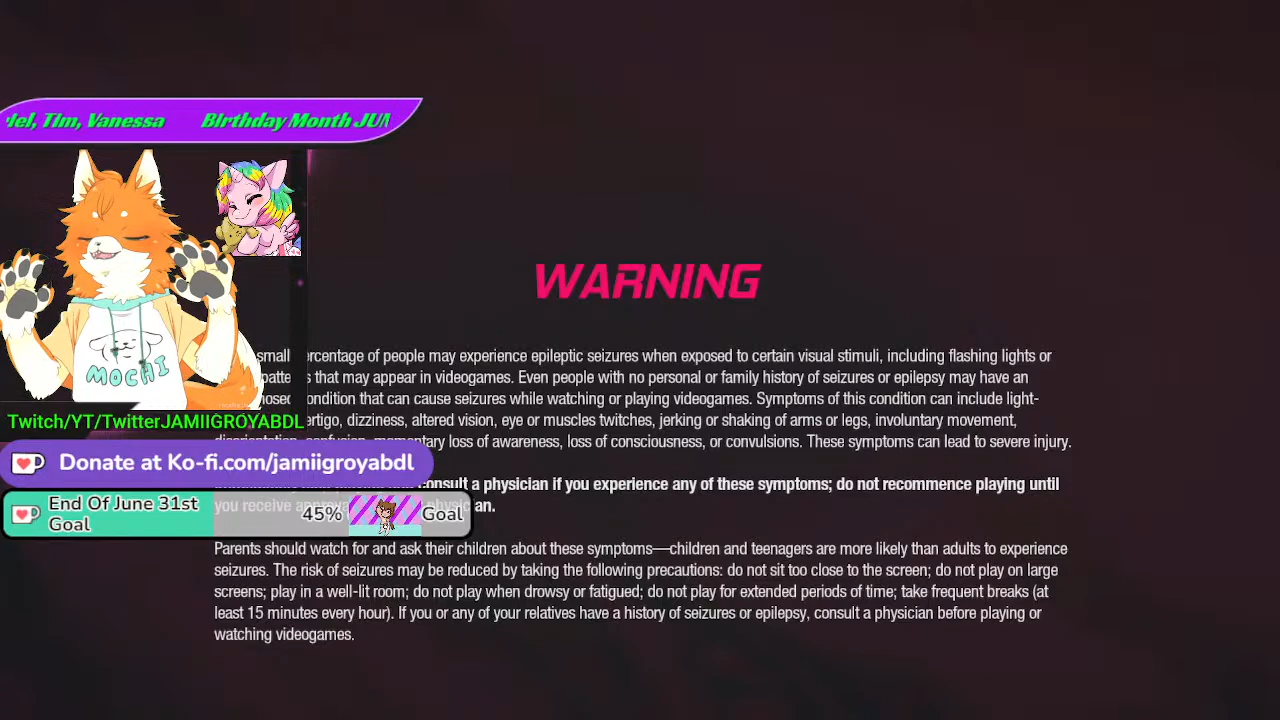 Vanessa
Birthday Month
MOCHI
Twitch/YT/TwitterJAMIIGROYABDL
Donate at Ko-fi.com/jamiigroyabdl
End Of June 31st
Goal
45%
Goal
WARNING
small percentage of people may experience epileptic seizures when exposed to certain visual stimuli, including flashing lights or
patterns that may appear in videogames. Even people with no personal or family history of seizures or epilepsy may have an
condition that can cause seizures while watching or playing videogames. Symptoms of this condition can include light-
dizziness, altered vision, eye or muscles twitches, jerking or shaking of arms or legs, involuntary movement,
disorientation, confusion, momentary loss of awareness, loss of consciousness, or convulsions. These symptoms can lead to severe injury.
consult a physician if you experience any of these symptoms; do not recommence playing until
you receive
Parents should watch for and ask their children about these symptoms—children and teenagers are more likely than adults to experience
seizures. The risk of seizures may be reduced by taking the following precautions: do not sit too close to the screen; do not play on large
screens; play in a well-lit room; do not play when drowsy or fatigued; do not play for extended periods of time; take frequent breaks (at
least 15 minutes every hour). If you or any of your relatives have a history of seizures or epilepsy, consult a physician before playing or
watching videogames.